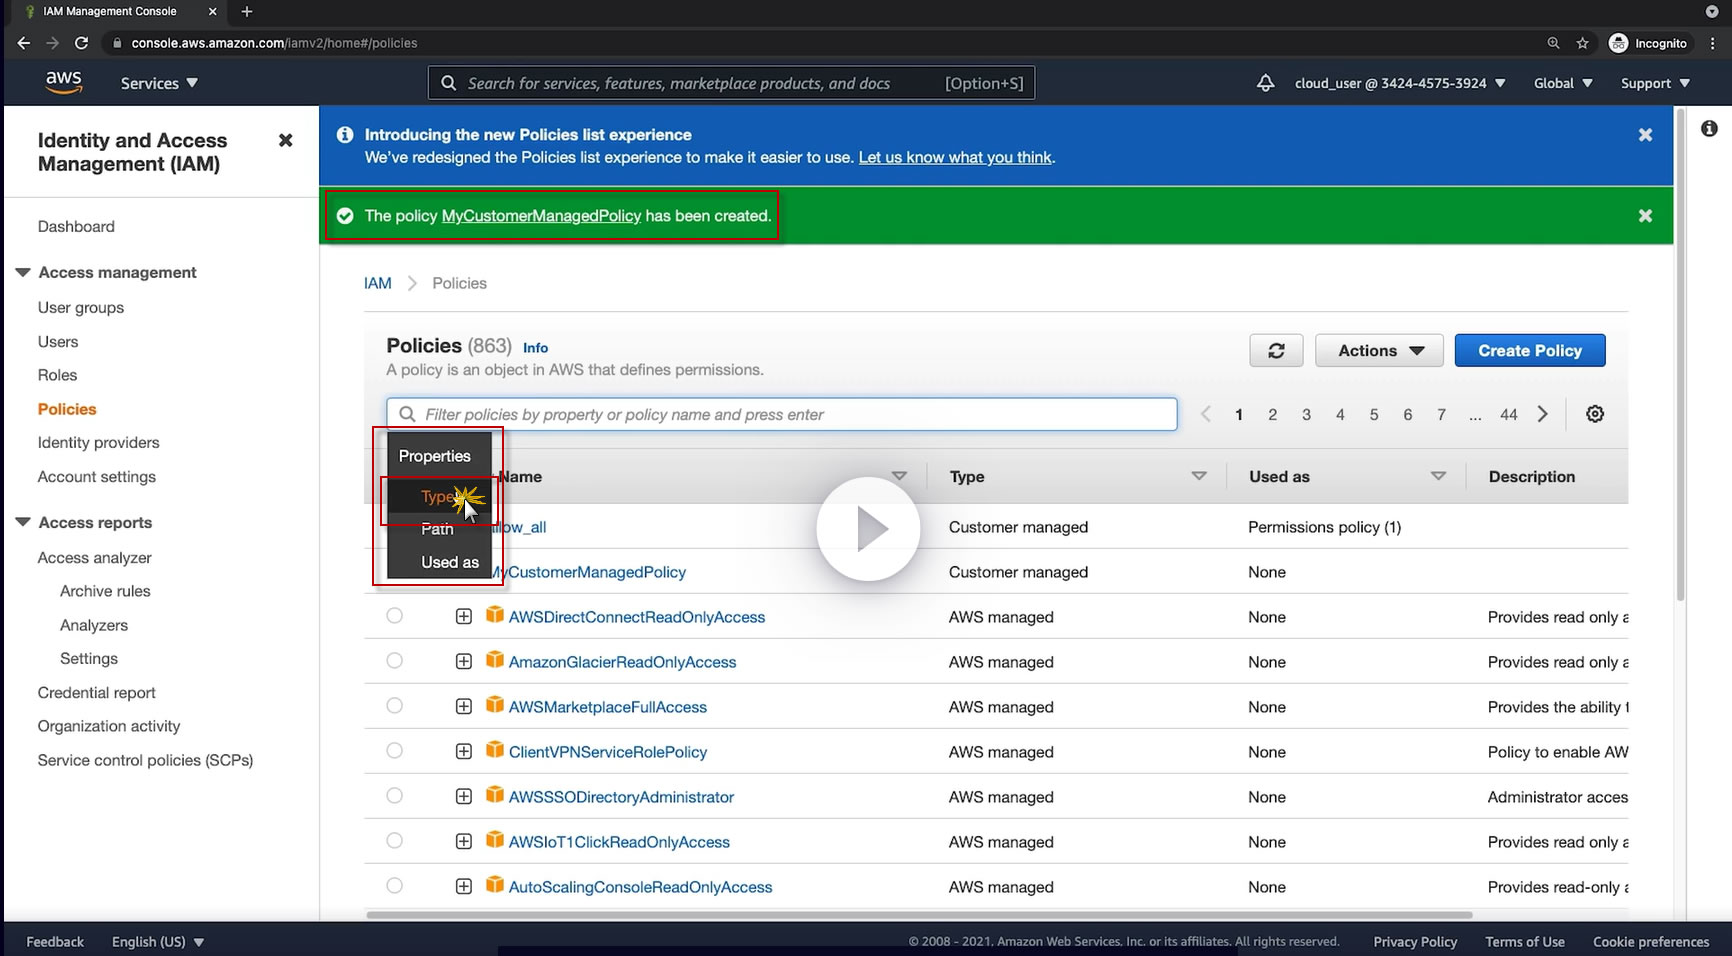 IAM Management Console
console.aws.amazon.com/iamv2/home#/policies
Incognito
aws
Services
Search for services, features, marketplace products, and docs [Option+S]
cloud_user @ 3424-4575-3924
Global
Support
Identity and Access
Management (IAM)
Dashboard
Access management
User groups
Users
Roles
Policies
Identity providers
Account settings
Access reports
Access analyzer
Archive rules
Analyzers
Settings
Credential report
Organization activity
Service control policies (SCPs)
Introducing the new Policies list experience
We've redesigned the Policies list experience to make it easier to use. Let us know what you think.
The policy MyCustomerManagedPolicy has been created.
IAM > Policies
Policies (863) Info
A policy is an object in AWS that defines permissions.
Actions
Create Policy
Filter policies by property or policy name and press enter
1 2 3 4 5 6 7 ... 44
Properties
Type
Path
Used as
Name Type Used as Description
llow_all Customer managed Permissions policy (1)
MyCustomerManagedPolicy Customer managed None
AWSDirectConnectReadOnlyAccess AWS managed None Provides read only a
AmazonGlacierReadOnlyAccess AWS managed None Provides read only a
AWSMarketplaceFullAccess AWS managed None Provides the ability t
ClientVPNServiceRolePolicy AWS managed None Policy to enable AW
AWSSSODirectoryAdministrator AWS managed None Administrator acces
AWSIoT1ClickReadOnlyAccess AWS managed None Provides read only a
AutoScalingConsoleReadOnlyAccess AWS managed None Provides read-only a
Feedback English (US)
© 2008 - 2021, Amazon Web Services, Inc. or its affiliates. All rights reserved. Privacy Policy Terms of Use Cookie preferences